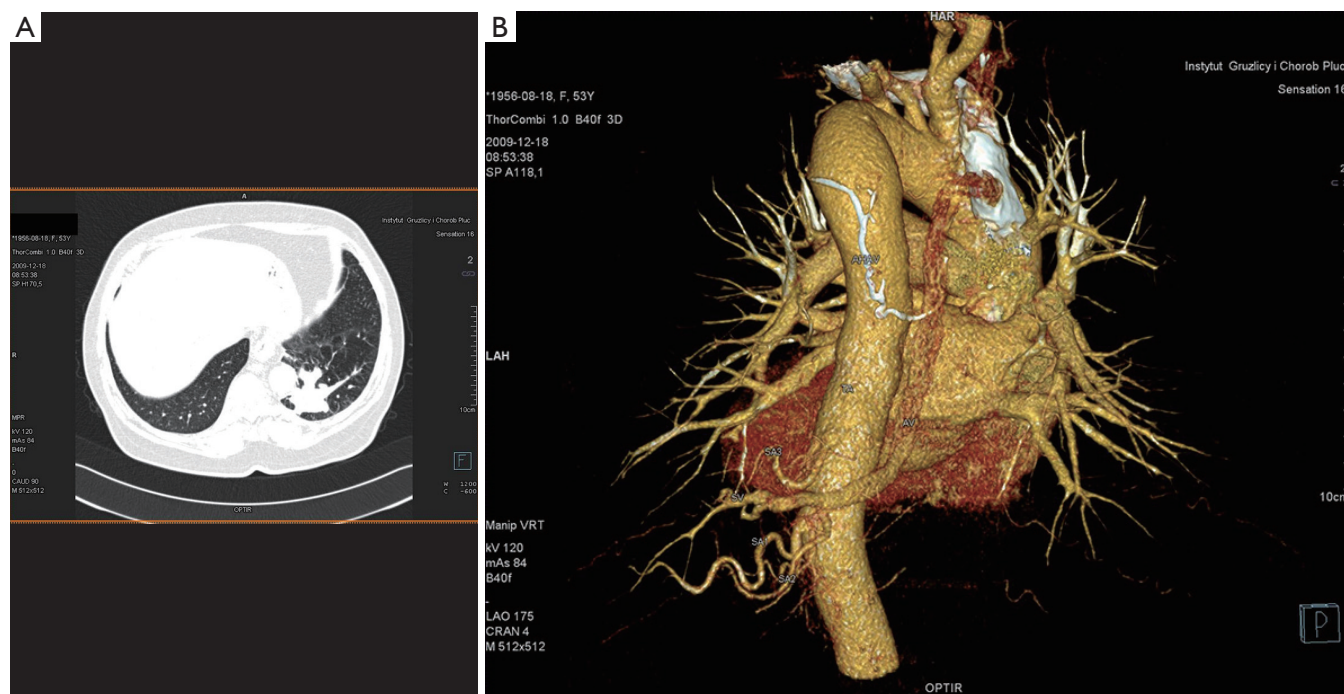 A
A
*1956-08-18, F, 53Y
ThorCombi 1.0 B40f 3D
2009-12-18
08:53:38
SP H170,5
Instytut Gruzlicy i Chorob Pluc
Sensation 16
2
R
10cm
MPR
kV 120
mAs 84
B40f
-
0
CAUD 90
M 512x512
F
W 1200
C -600
OPTIR
B
HAR
*1956-08-18, F, 53Y
ThorCombi 1.0 B40f 3D
2009-12-18
08:53:38
SP A118,1
Instytut Gruzlicy i Chorob Pluc
Sensation 16
2
AHAV
LAH
TA
AV
SA3
SV
SA1
SA2
10cm
Manip VRT
kV 120
mAs 84
B40f
-
LAO 175
CRAN 4
M 512x512
P
OPTIR